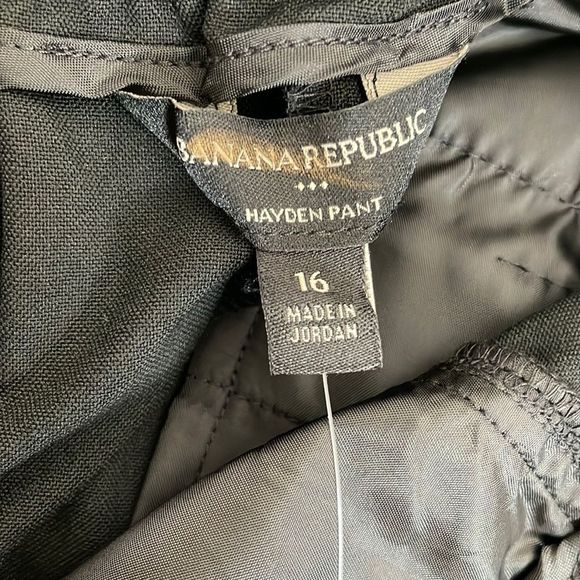 BANANA REPUBLIC
HAYDEN PANT
16
MADE IN
JORDAN